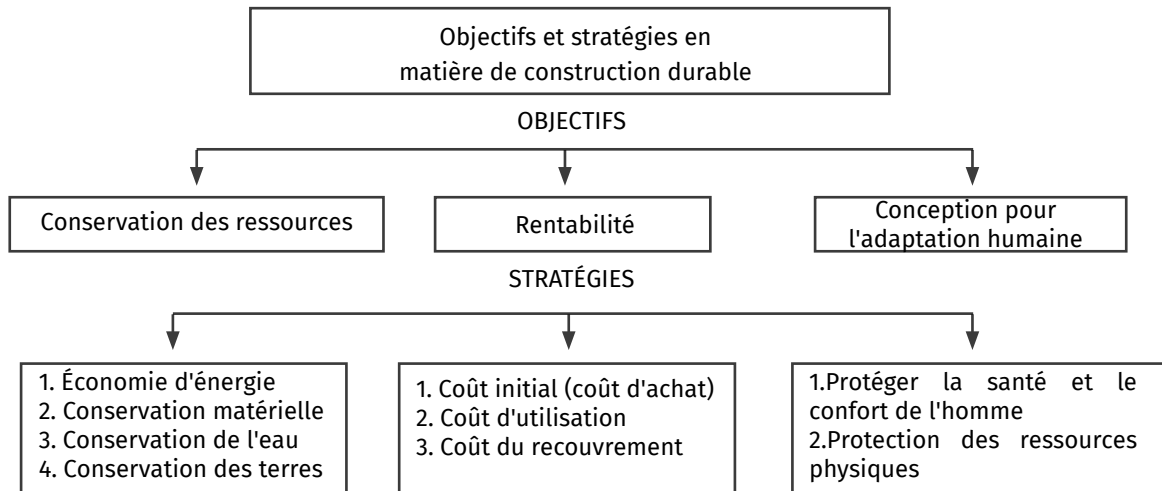 Objectifs et stratégies en
matière de construction durable
OBJECTIFS
Conservation des ressources
Rentabilité
Conception pour
l'adaptation humaine
STRATÉGIES
1. Économie d'énergie
2. Conservation matérielle
3. Conservation de l'eau
4. Conservation des terres
1. Coût initial (coût d'achat)
2. Coût d'utilisation
3. Coût du recouvrement
1.Protéger la santé et le
confort de l'homme
2.Protection des ressources
physiques